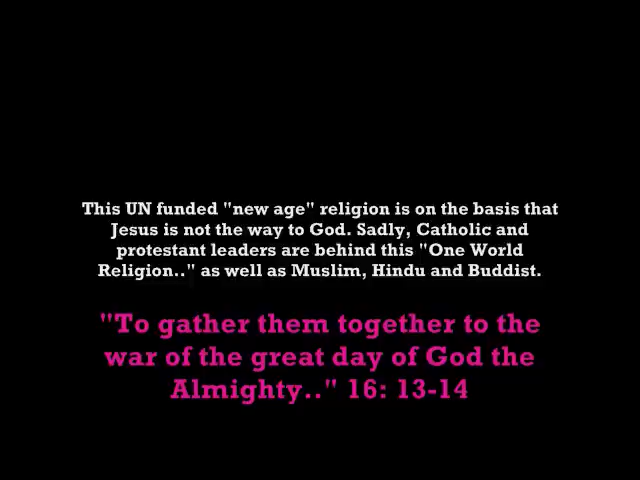 This UN funded "new age" religion is on the basis that
Jesus is not the way to God. Sadly, Catholic and
protestant leaders are behind this "One World
Religion.." as well as Muslim, Hindu and Buddist.
"To gather them together to the
war of the great day of God the
Almighty.." 16: 13-14